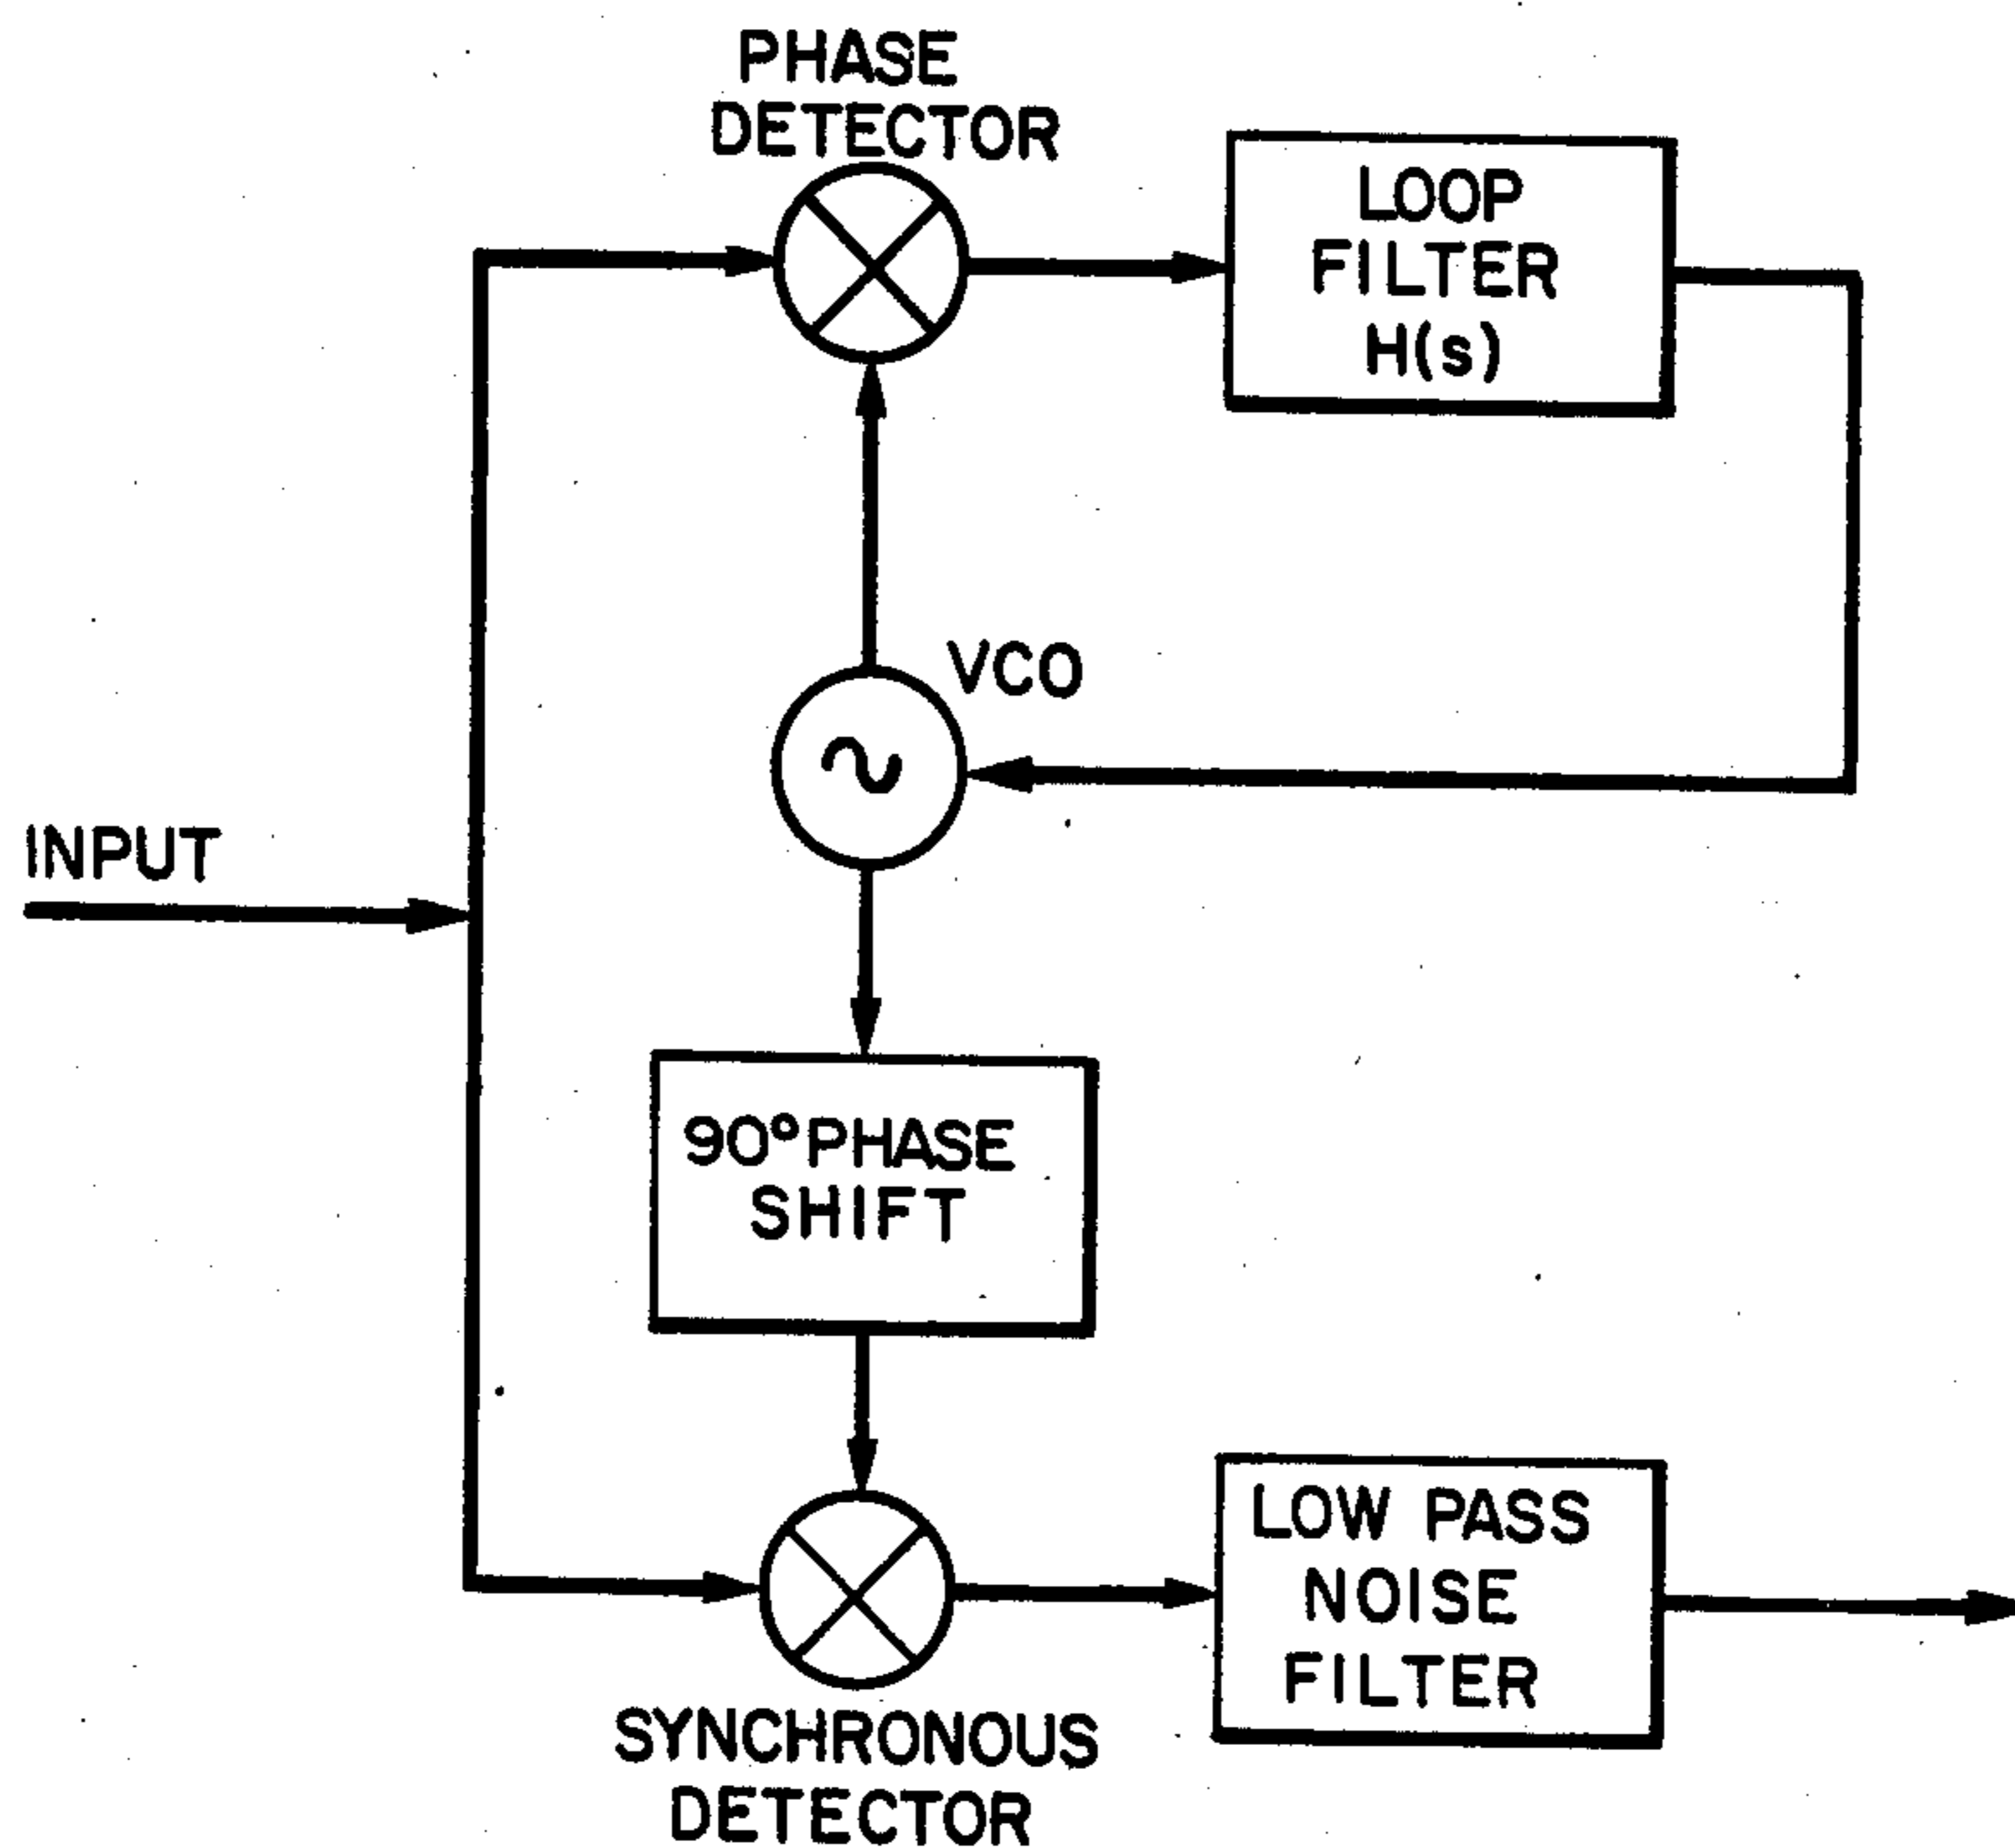 PHASE
DETECTOR
LOOP
FILTER
H(s)
VCO
INPUT
90° PHASE
SHIFT
LOW PASS
NOISE
FILTER
SYNCHRONOUS
DETECTOR